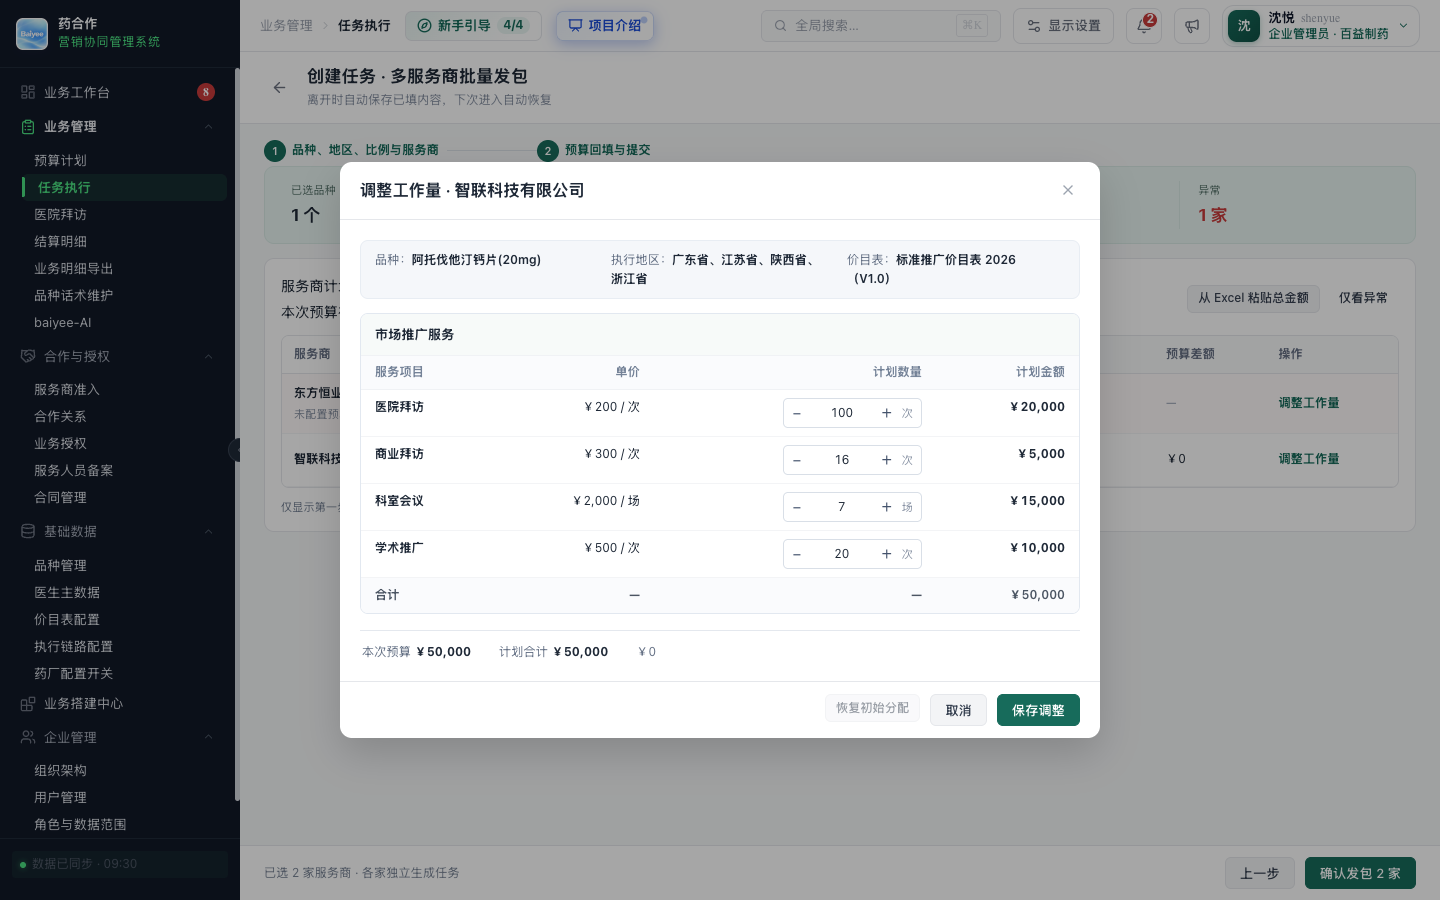 Baiyee
药合作
营销协同管理系统
业务工作台
8
业务管理
预算计划
任务执行
医院拜访
结算明细
业务明细导出
品种话术维护
baiyee-AI
合作与授权
服务商准入
合作关系
业务授权
服务人员备案
合同管理
基础数据
品种管理
医生主数据
价目表配置
执行链路配置
药厂配置开关
业务搭建中心
企业管理
组织架构
用户管理
角色与数据范围
数据已同步 · 09:30
业务管理
任务执行
新手引导 4/4
项目介绍
全局搜索...
⌘K
显示设置
2
沈
沈悦 shenyue
企业管理员 · 百益制药
创建任务 · 多服务商批量发包
离开时自动保存已填内容，下次进入自动恢复
1 品种、地区、比例与服务商
2 预算回填与提交
已选品种
1 个
异常
1 家
服务商计
本次预算
从 Excel 粘贴总金额
仅看异常
服务商
预算差额
操作
东方恒业
未配置预
—
调整工作量
智联科技
¥ 0
调整工作量
仅显示第一
调整工作量 · 智联科技有限公司
品种： 阿托伐他汀钙片(20mg)
执行地区： 广东省、江苏省、陕西省、
浙江省
价目表： 标准推广价目表 2026
(V1.0)
市场推广服务
服务项目 单价 计划数量 计划金额
医院拜访 ¥ 200 / 次 − 100 + 次 ¥ 20,000
商业拜访 ¥ 300 / 次 − 16 + 次 ¥ 5,000
科室会议 ¥ 2,000 / 场 − 7 + 场 ¥ 15,000
学术推广 ¥ 500 / 次 − 20 + 次 ¥ 10,000
合计 — — ¥ 50,000
本次预算 ¥ 50,000 计划合计 ¥ 50,000 ¥ 0
恢复初始分配
取消
保存调整
已选 2 家服务商 · 各家独立生成任务
上一步
确认发包 2 家